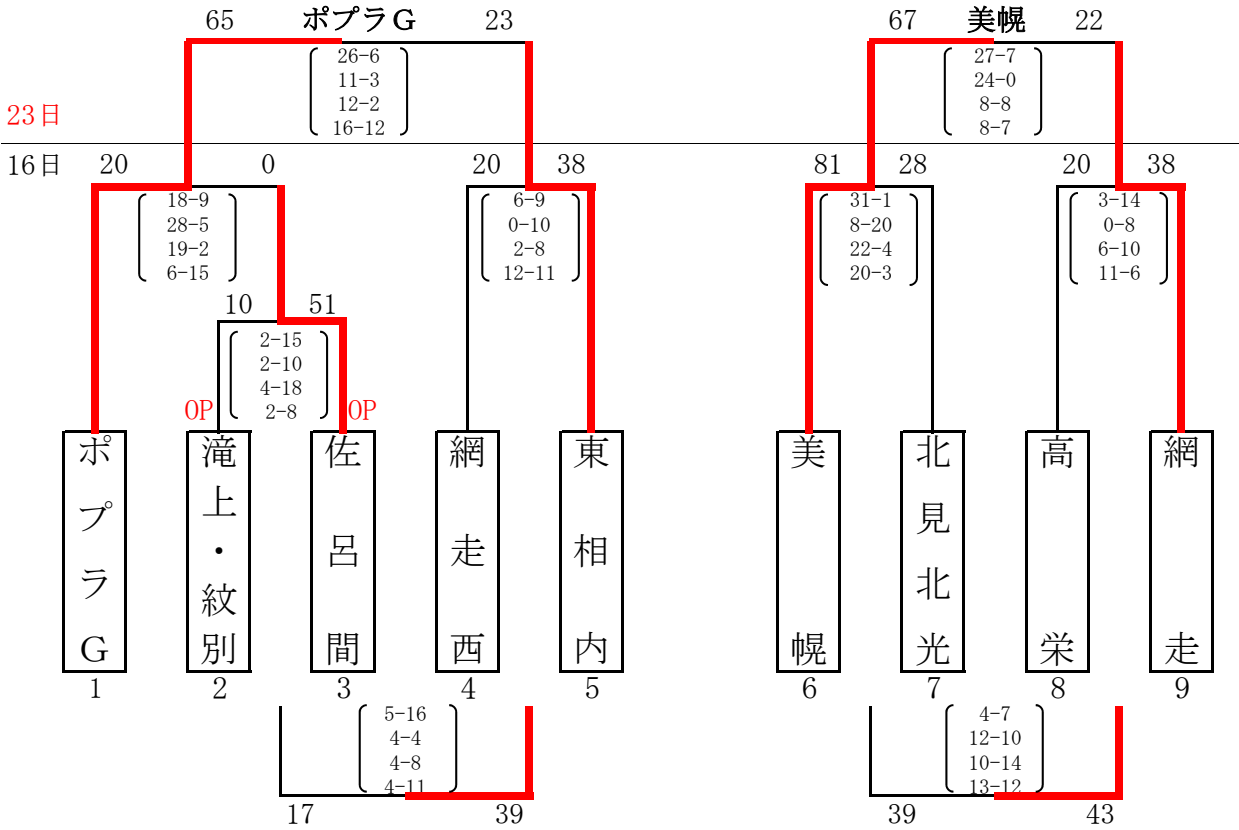 65 ポプラＧ 23 67 美幌 22
26-6 27-7
11-3 24-0
12-2 8-8
16-12 8-7
23日
16日 20 0 20 38 81 28 20 38
18-9 6-9 31-1 3-14
28-5 0-10 8-20 0-8
19-2 2-8 22-4 6-10
6-15 12-11 20-3 11-6
10 51
2-15
2-10
4-18
2-8
OP OP
ポプラＧ
滝上・紋別
佐呂間
網走西
東相内
美幌
北見北光
高栄
網走
1 2 3 4 5 6 7 8 9
5-16 4-7
4-4 12-10
4-8 10-14
4-11 13-12
17 39 39 43